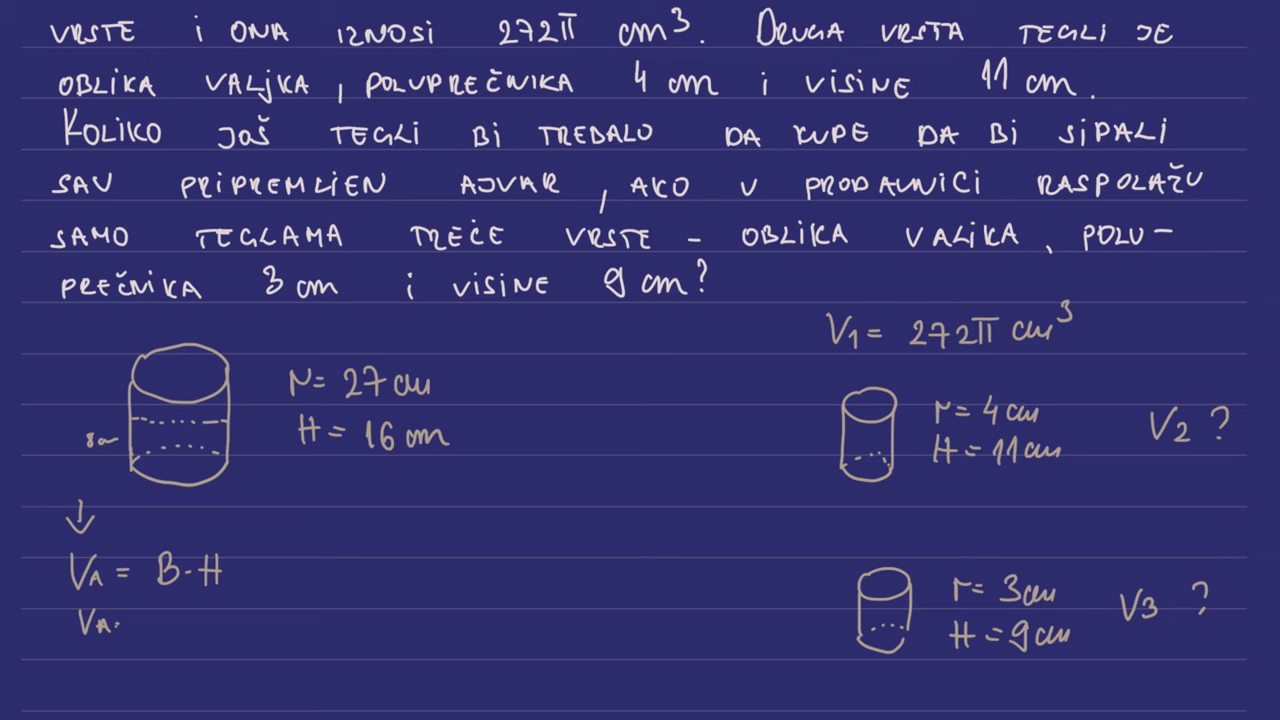 VRSTE i ONA IZNOSI 272π cm³. DRUGA VRSTA TEGLI JE
OBLIKA VALJKA, POLUPREČNIKA 4 cm i VISINE 11 cm.
KOLIKO JOŠ TEGLI BI TREBALO DA KUPE DA BI SIPALI
SAV PRIPREMLJEN AJVAR, AKO U PRODAVNICI RASPOLAŽU
SAMO TEGLAMA TREĆE VRSTE - OBLIKA VALJKA, POLU-
PREČNIKA 3 cm i VISINE 9 cm?
V1 = 272π cm³
r = 27 cm
H = 16 cm
8 cm
r = 4 cm
H = 11 cm
V2 ?
↓
VA = B·H
VA=
r = 3 cm
H = 9 cm
V3 ?